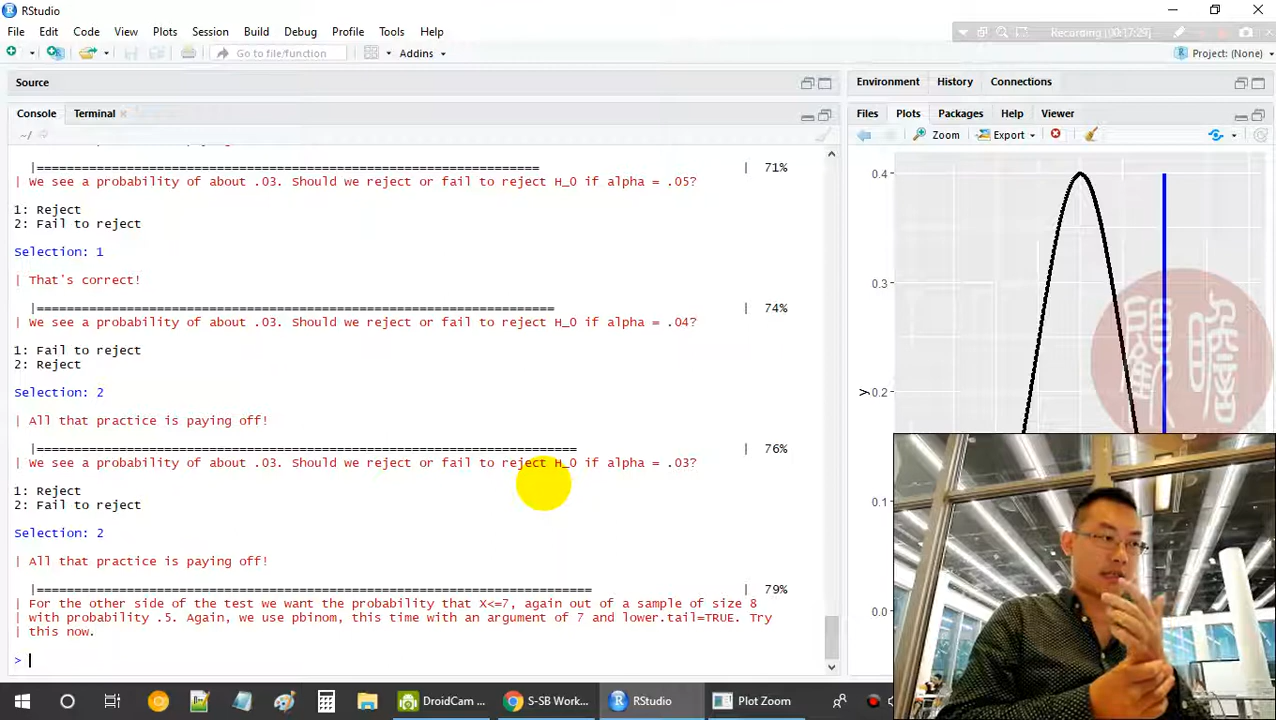 RStudio
File Edit Code View Plots Session Build Debug Profile Tools Help
Recording [00:17:29]
Go to file/function
Addins
Project: (None)
Source
Environment History Connections
Console Terminal
Files Plots Packages Help Viewer
~/
Zoom Export
|=================================================================== | 71%
| We see a probability of about .03. Should we reject or fail to reject H_0 if alpha = .05?
1: Reject
2: Fail to reject
Selection: 1
| That's correct!
|===================================================================== | 74%
| We see a probability of about .03. Should we reject or fail to reject H_0 if alpha = .04?
1: Fail to reject
2: Reject
Selection: 2
| All that practice is paying off!
|======================================================================== | 76%
| We see a probability of about .03. Should we reject or fail to reject H_0 if alpha = .03?
1: Reject
2: Fail to reject
Selection: 2
| All that practice is paying off!
|========================================================================== | 79%
| For the other side of the test we want the probability that X<=7, again out of a sample of size 8
| with probability .5. Again, we use pbinom, this time with an argument of 7 and lower.tail=TRUE. Try
| this now.
>
0.4
0.3
0.2
0.1
0.0
y
DroidCam ...
S-SB Work...
RStudio
Plot Zoom